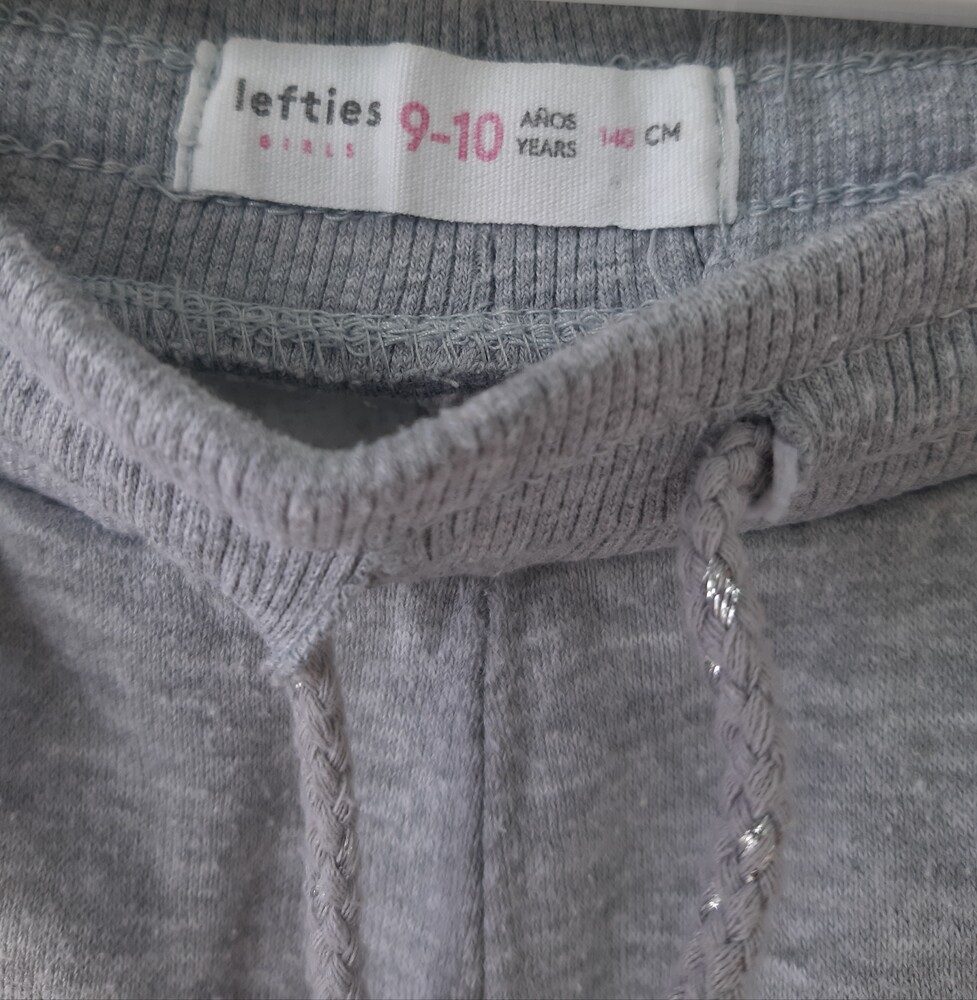 lefties
GIRLS
9-10
AÑOS
YEARS
140 CM